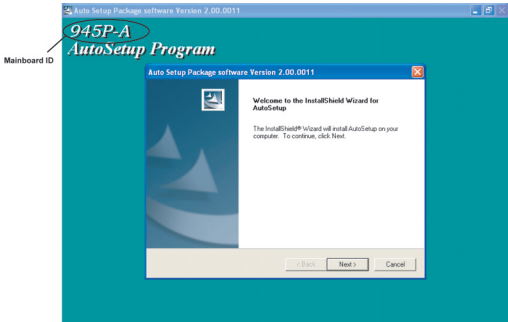 Auto Setup Package software Version 2.00.0011
945P-A
AutoSetup Program
Mainboard ID
Auto Setup Package software Version 2.00.0011
Welcome to the InstallShield Wizard for
AutoSetup
The InstallShield® Wizard will install AutoSetup on your
computer. To continue, click Next.
< Back
Next >
Cancel